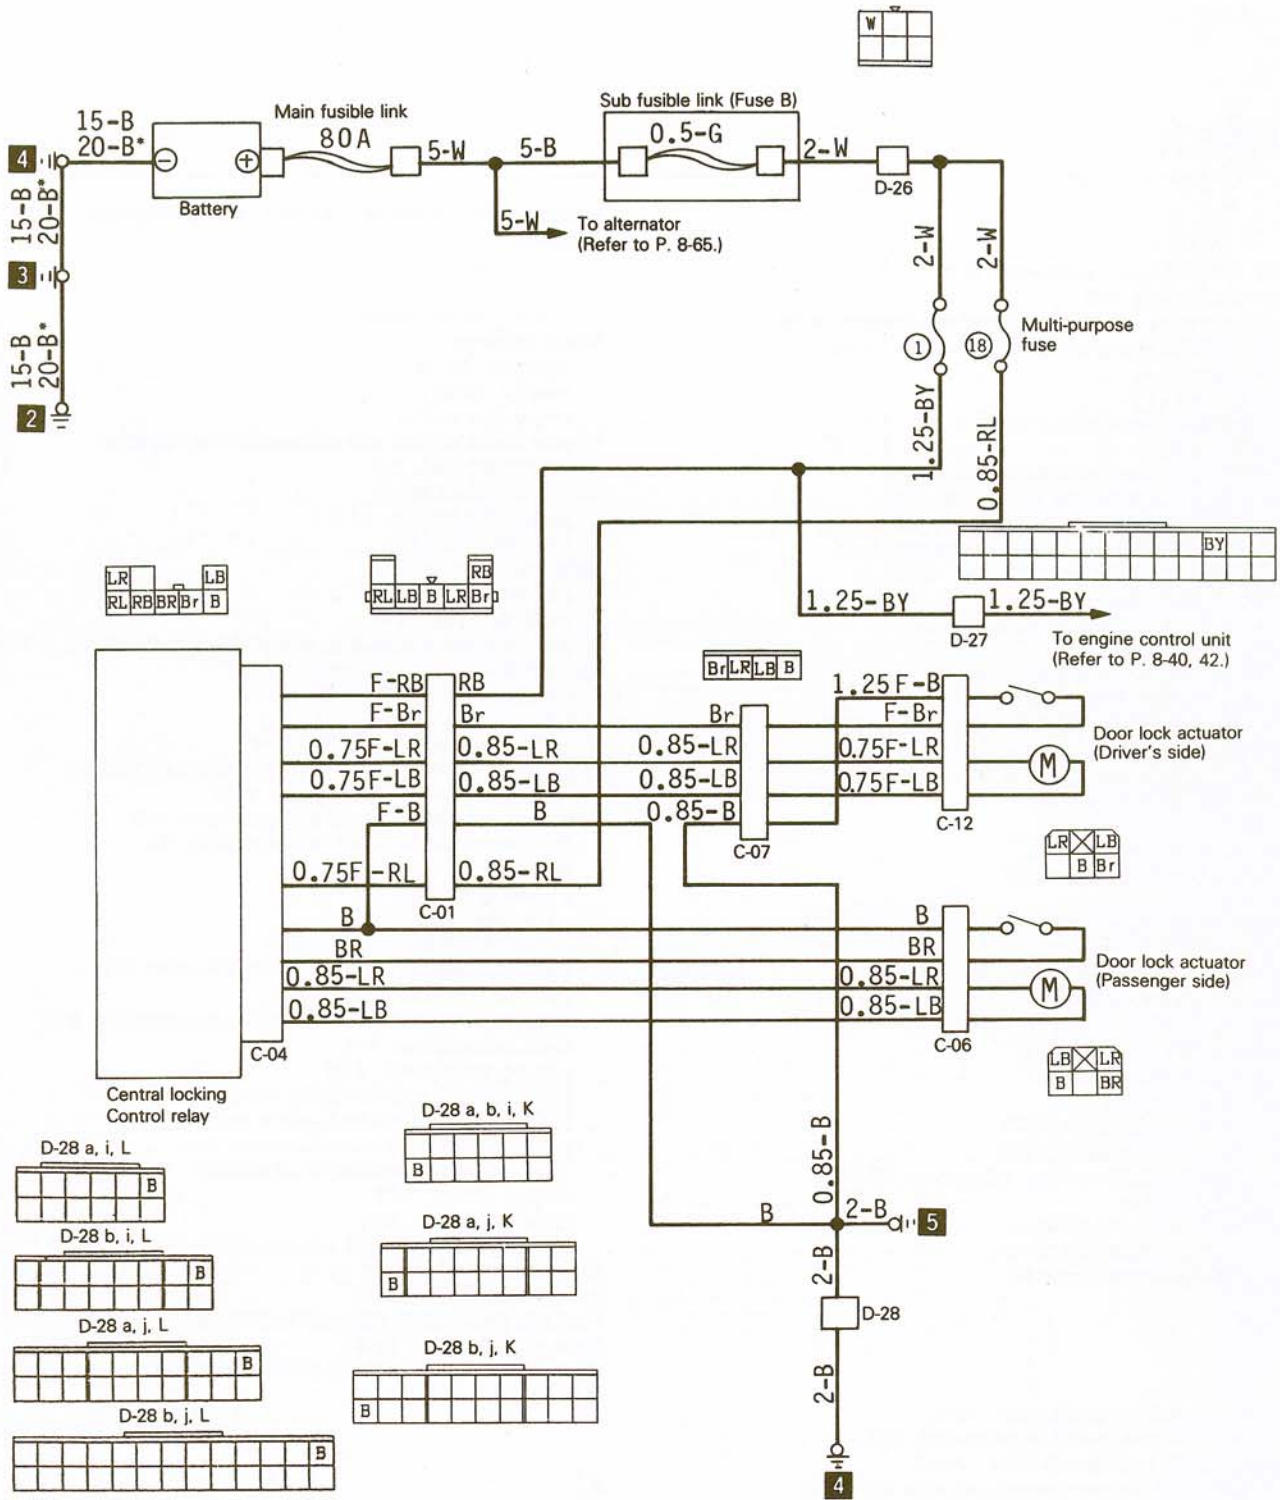 W
15-B
20-B*
Main fusible link
80A
Sub fusible link (Fuse B)
0.5-G
5-W
5-B
2-W
D-26
4
Battery
5-W
To alternator
(Refer to P. 8-65.)
15-B
20-B*
3
2-W
2-W
15-B
20-B*
2
1
18
Multi-purpose
fuse
1.25-BY
0.85-RL
BY
LR LB
RL RB BR Br B
RB
RL LB B LR Br
1.25-BY
1.25-BY
D-27
To engine control unit
(Refer to P. 8-40, 42.)
Br LR LB B
F-RB RB
F-Br Br
0.75F-LR 0.85-LR
0.75F-LB 0.85-LB
F-B B
0.75F-RL 0.85-RL
C-01
Br
0.85-LR
0.85-LB
0.85-B
C-07
1.25F-B
F-Br
0.75F-LR
0.75F-LB
C-12
M
Door lock actuator
(Driver's side)
LR LB
B Br
B
BR
0.85-LR
0.85-LB
C-04
B
BR
0.85-LR
0.85-LB
C-06
M
Door lock actuator
(Passenger side)
LB LR
B BR
Central locking
Control relay
D-28 a, i, L
B
D-28 b, i, L
B
D-28 a, j, L
B
D-28 b, j, L
B
D-28 a, b, i, K
B
D-28 a, j, K
B
D-28 b, j, K
B
0.85-B
B
2-B
5
2-B
D-28
2-B
4